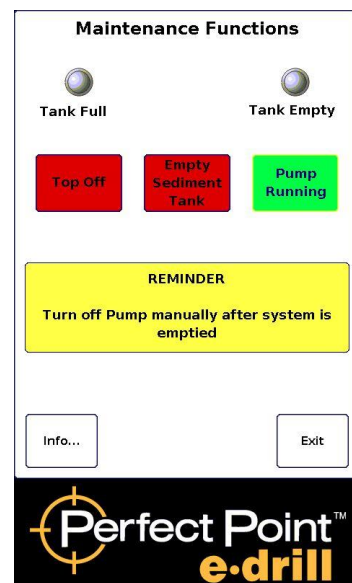 Maintenance Functions
Tank Full
Tank Empty
Top Off
Empty
Sediment
Tank
Pump
Running
REMINDER
Turn off Pump manually after system is
emptied
Info...
Exit
Perfect Point™
e·drill